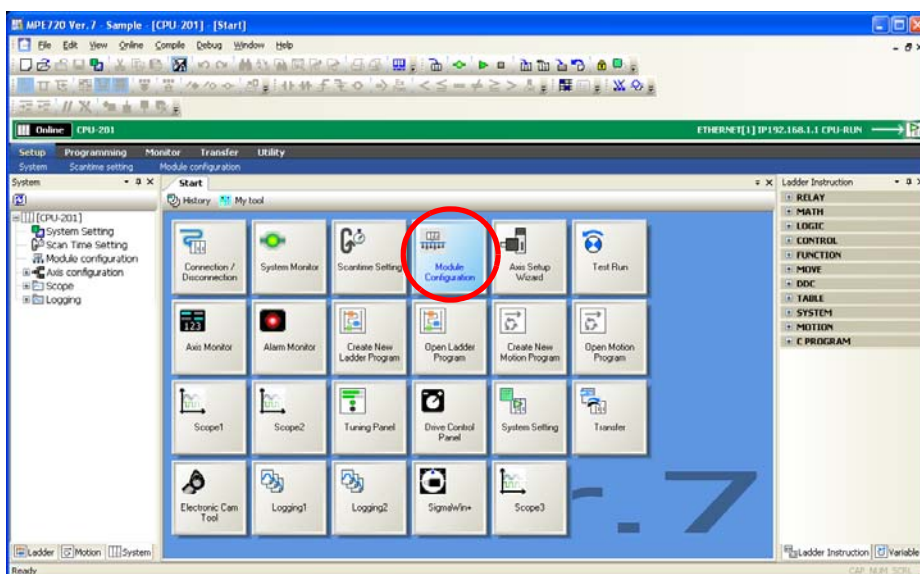 MPE720 Ver. 7 - Sample - [CPU-201] - [Start]
File Edit View Online Compile Debug Window Help
Online CPU-201 ETHERNET[1] IP192.168.1.1 CPU-RUN
Setup Programming Monitor Transfer Utility
System Scantime setting Module configuration
System
Start
Ladder Instruction
History My tool
[CPU-201]
System Setting
Scan Time Setting
Module configuration
Axis configuration
Scope
Logging
Connection / Disconnection
System Monitor
Scantime Setting
Module Configuration
Axis Setup Wizard
Test Run
123
Axis Monitor
Alarm Monitor
Create New Ladder Program
Open Ladder Program
Create New Motion Program
Open Motion Program
Scope1
Scope2
Tuning Panel
Drive Control Panel
System Setting
Transfer
Electronic Cam Tool
Logging1
Logging2
SigmaWin+
Scope3
r.7
RELAY
MATH
LOGIC
CONTROL
FUNCTION
MOVE
DDC
TABLE
SYSTEM
MOTION
C PROGRAM
Ladder Motion System
Ladder Instruction Variable
Ready
CAP NUM SCRL